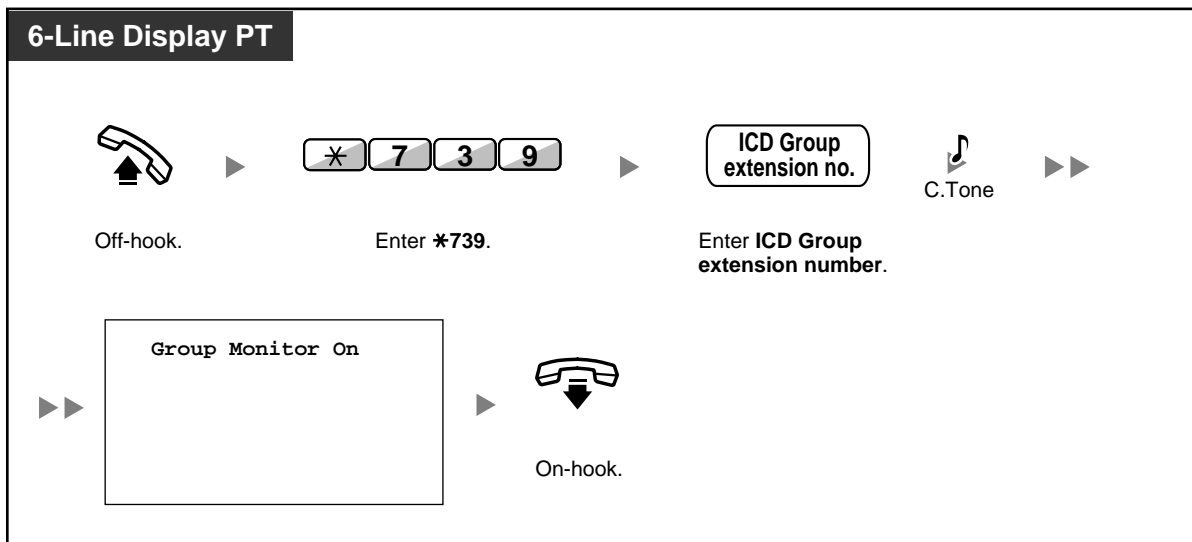 6-Line Display PT
* 7 3 9
ICD Group
extension no.
C.Tone
Off-hook.
Enter *739.
Enter ICD Group
extension number.
Group Monitor On
On-hook.